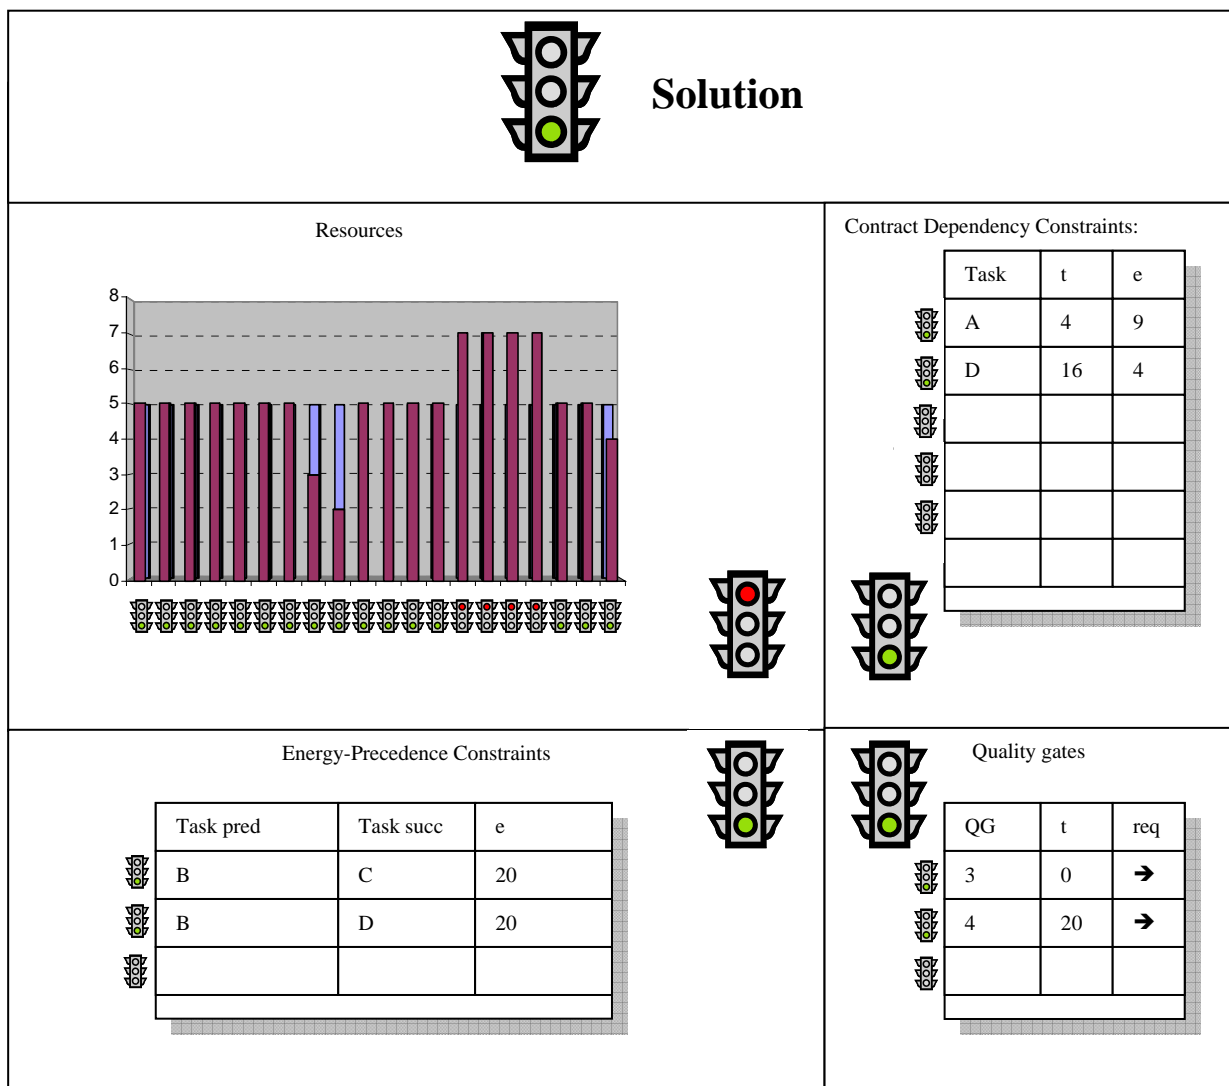 Solution
Resources
8
7
6
5
4
3
2
1
0
Contract Dependency Constraints:
Task t e
A 4 9
D 16 4
Energy-Precedence Constraints
Task pred Task succ e
B C 20
B D 20
Quality gates
QG t req
3 0 ➔
4 20 ➔